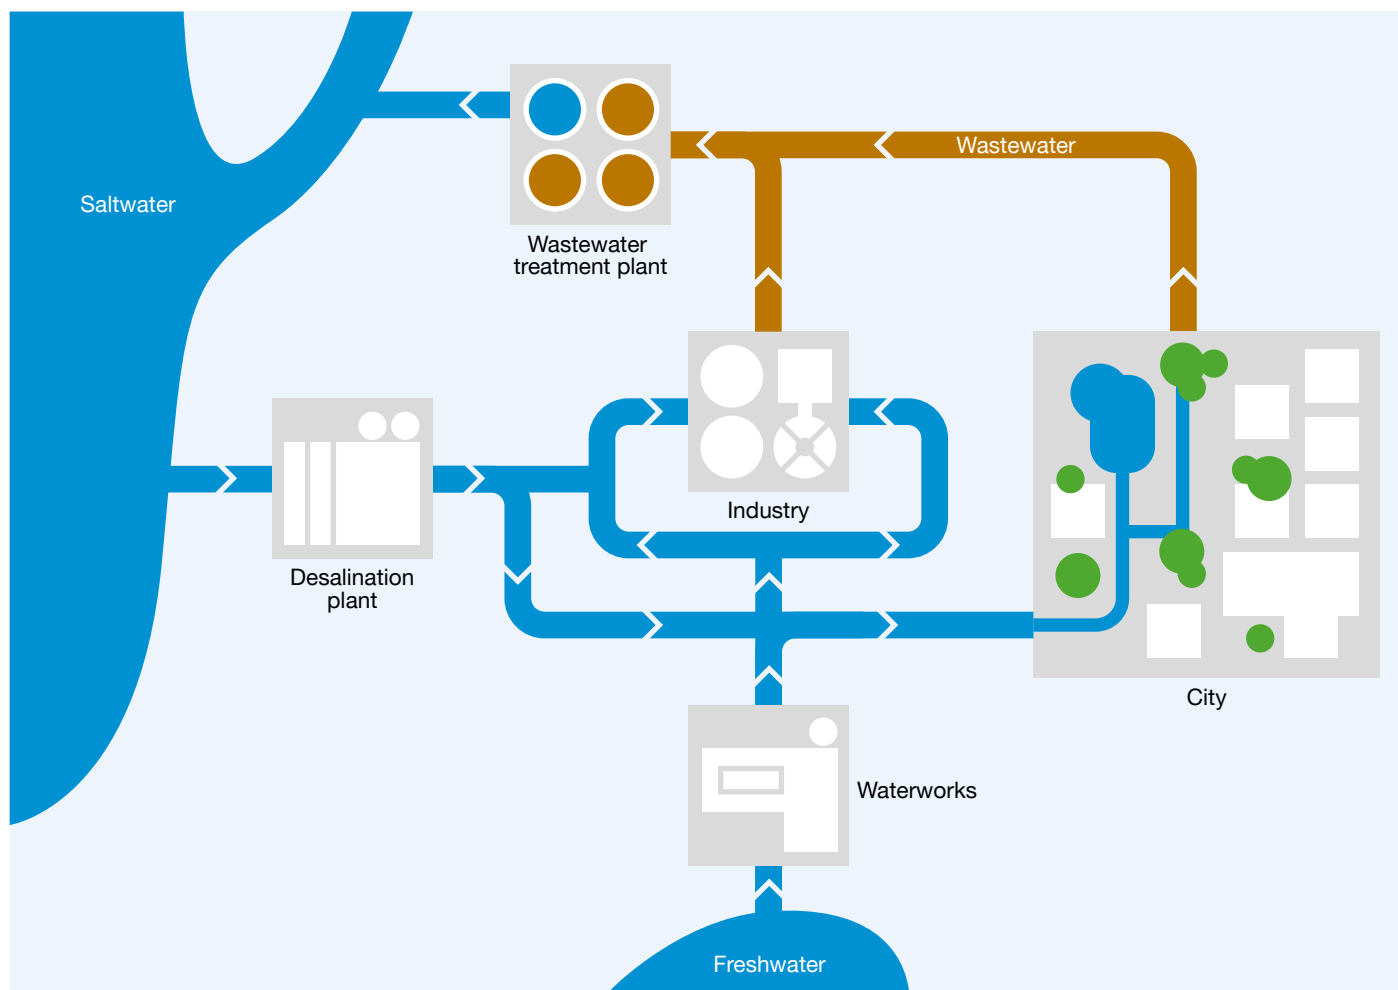 Wastewater
Saltwater
Wastewater
treatment plant
Industry
Desalination
plant
City
Waterworks
Freshwater